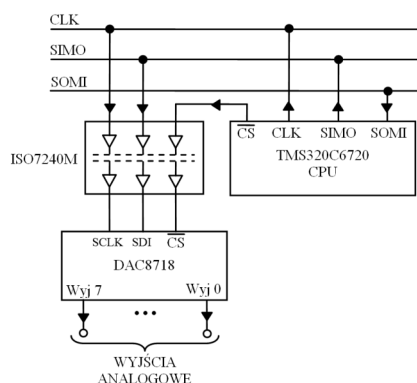 CLK
SIMO
SOMI
CS CLK SIMO SOMI
ISO7240M
TMS320C6720
CPU
SCLK SDI CS
DAC8718
Wyj 7 Wyj 0
...
WYJŚCIA
ANALOGOWE